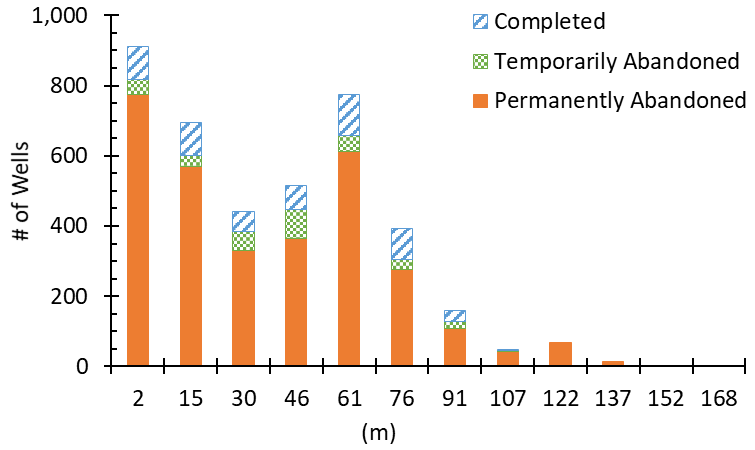 1,000
800
600
400
200
0
# of Wells
Completed
Temporarily Abandoned
Permanently Abandoned
2 15 30 46 61 76 91 107 122 137 152 168
(m)